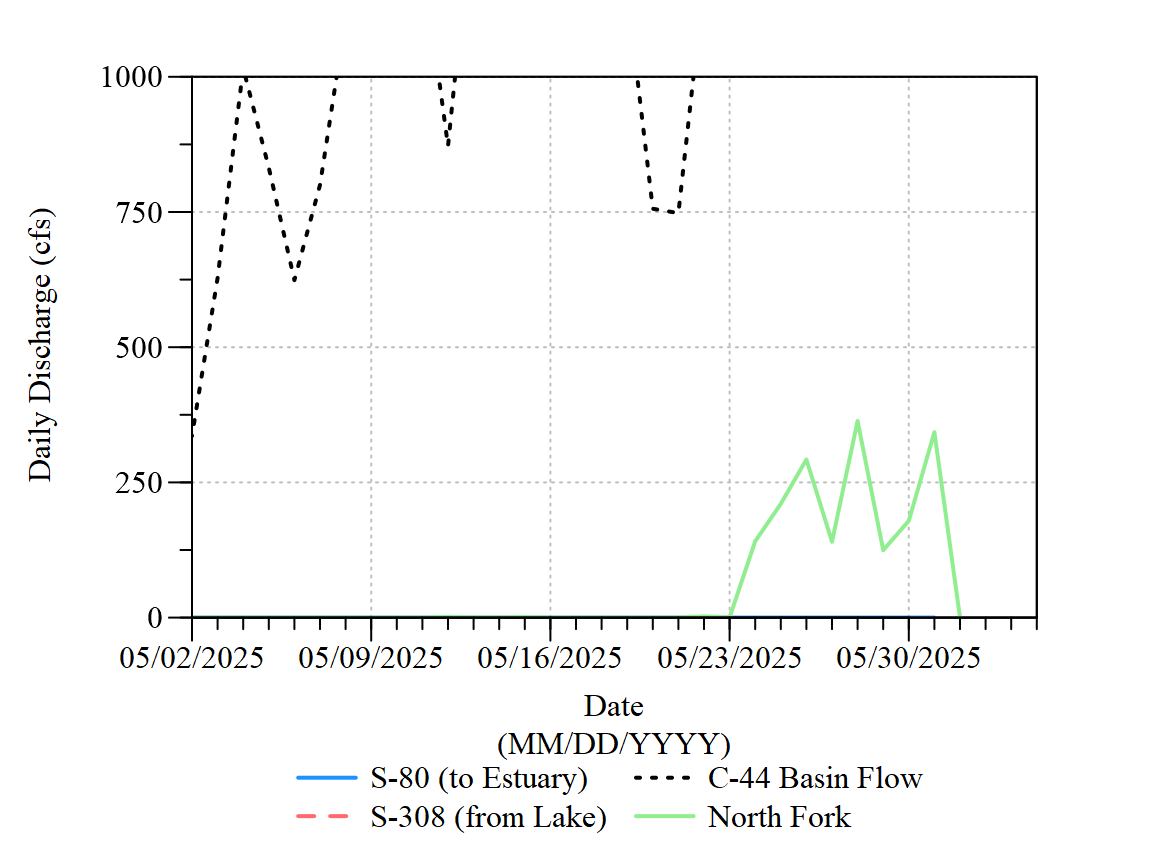 1000
750
500
250
0
Daily Discharge (cfs)
05/02/2025 05/09/2025 05/16/2025 05/23/2025 05/30/2025
Date
(MM/DD/YYYY)
S-80 (to Estuary) C-44 Basin Flow
S-308 (from Lake) North Fork